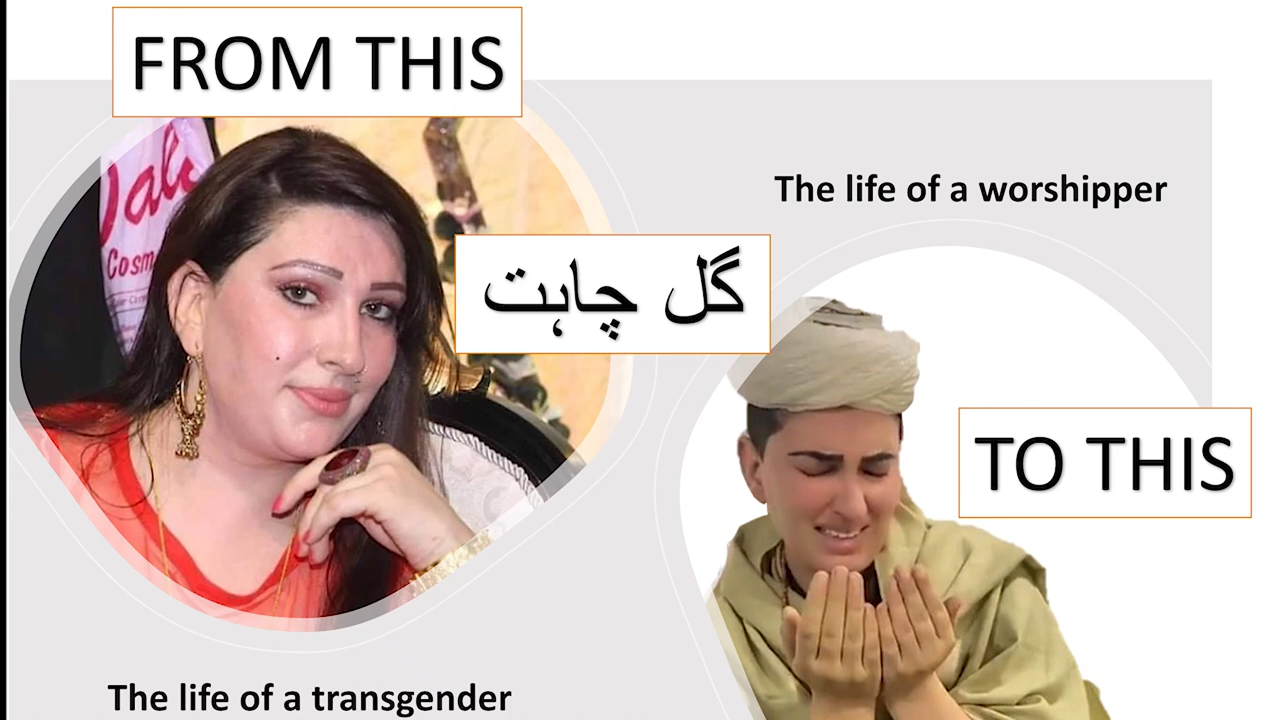 FROM THIS
The life of a worshipper
گل چاہت
TO THIS
The life of a transgender